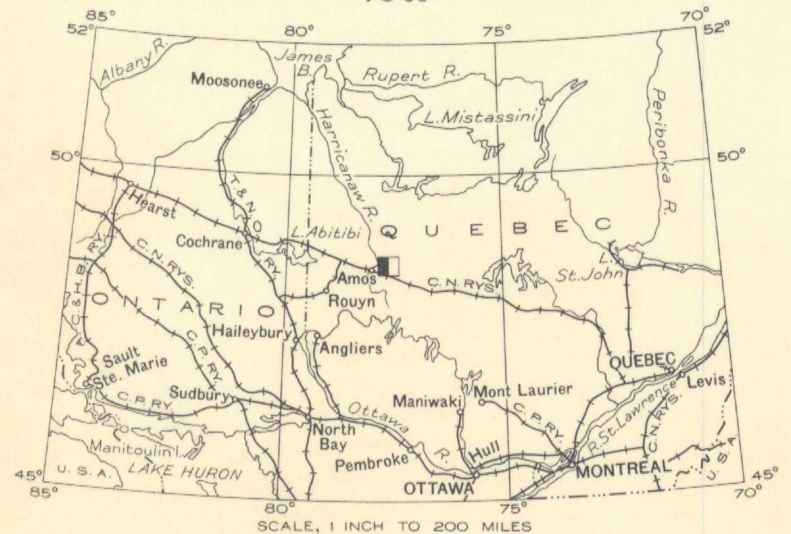 85°
80°
75°
70°
52°
52°
Albany R.
James
B.
Rupert R.
Moosonee
L. Mistassini
Harricanaw R.
Peribonka R.
50°
50°
Hearst
T. & N. O. RY.
L. Abitibi
QUEBEC
Cochrane
C. N. RYS.
L.
St. John
Amos
C. N. RYS.
A. C. & H. B. RY.
ONTARIO
Rouyn
Haileybury
Angliers
C. P. RY.
Sault
Ste. Marie
QUEBEC
Levis
C. P. RY.
Sudbury
Maniwaki
Mont Laurier
C. P. RY.
R. St. Lawrence
C. N. RYS.
North
Bay
Ottawa R.
Manitoulin I.
Pembroke
Hull
MONTREAL
U. S. A.
LAKE HURON
OTTAWA
U. S. A.
45°
45°
85°
80°
75°
70°
SCALE, 1 INCH TO 200 MILES